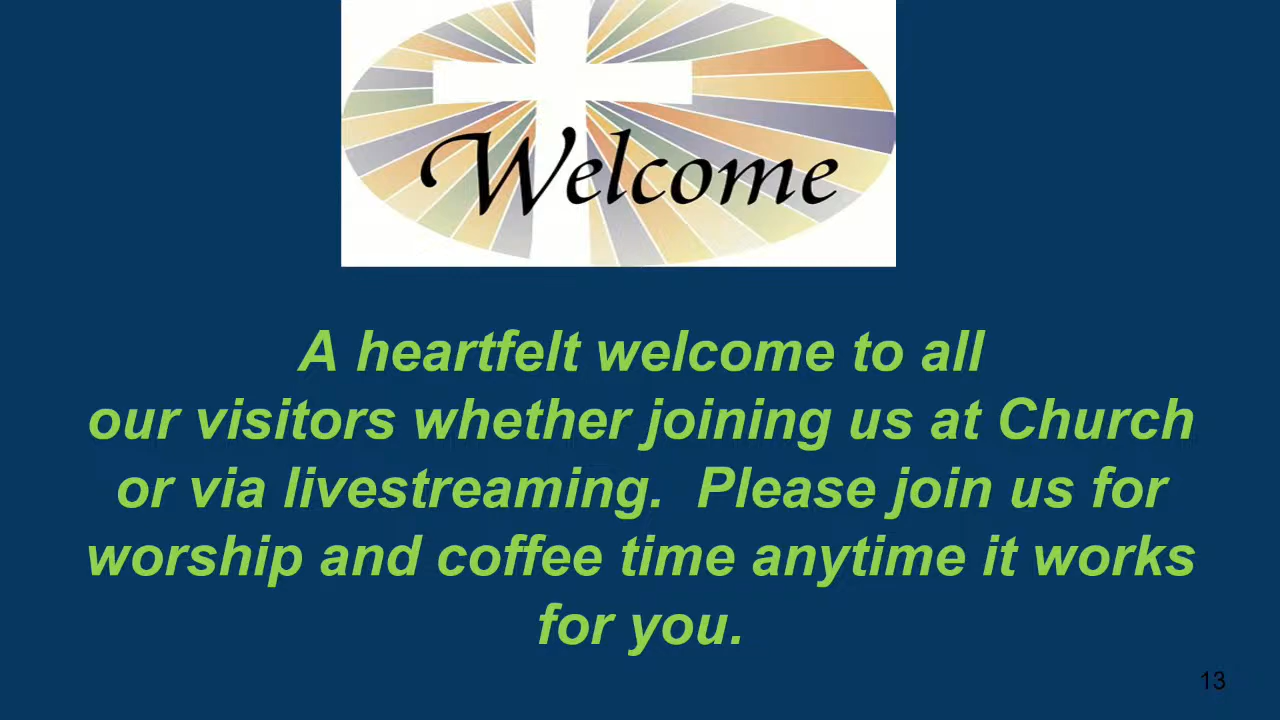 Welcome
A heartfelt welcome to all
our visitors whether joining us at Church
or via livestreaming.  Please join us for
worship and coffee time anytime it works
for you.
13